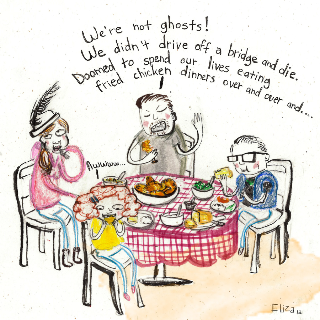 We're not ghosts!
We didn't drive off a bridge and die.
Doomed to spend our lives eating
fried chicken dinners over and over and....
Awwww...
Eliza